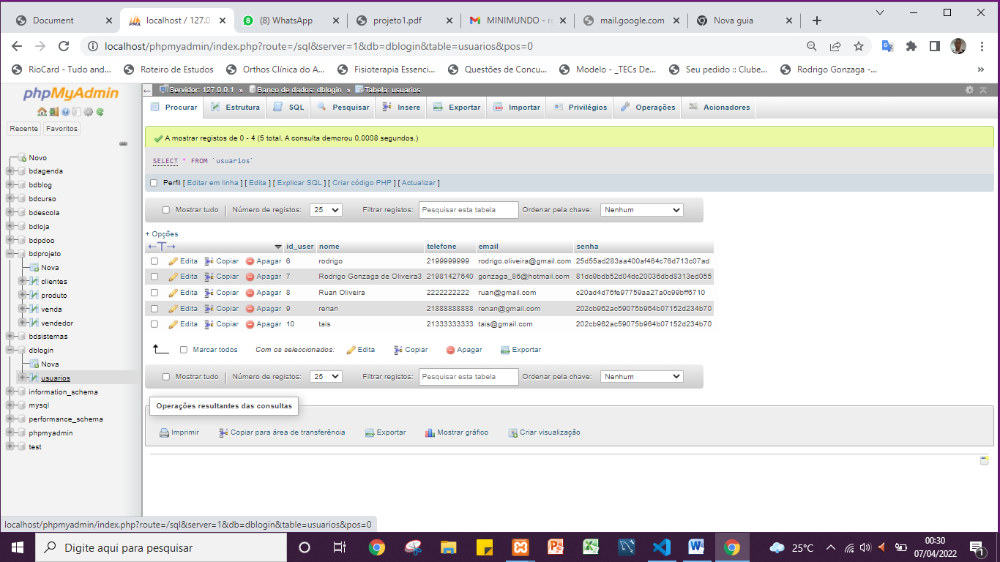 Document
localhost / 127.0.
(8) WhatsApp
projeto1.pdf
MINIMUNDO - ro
mail.google.com
Nova guia
localhost/phpmyadmin/index.php?route=/sql&server=1&db=dblogin&table=usuarios&pos=0
RioCard - Tudo and...
Roteiro de Estudos
Orthos Clínica do A...
Fisioterapia Essenci...
Questões de Concu...
Modelo - _TECs De...
Seu pedido :: Clube...
Rodrigo Gonzaga -...
»
phpMyAdmin
Recente Favoritos
Novo
bdagenda
bdblog
bdcurso
bdescola
bdloja
bdpdoo
bdprojeto
Nova
clientes
produto
venda
vendedor
bdsistemas
dblogin
Nova
usuarios
information_schema
mysql
performance_schema
phpmyadmin
test
Servidor: 127.0.0.1 » Banco de dados: dblogin » Tabela: usuarios
Procurar Estrutura SQL Pesquisar Insere Exportar Importar Privilégios Operações Acionadores
A mostrar registos de 0 - 4 (5 total, A consulta demorou 0,0008 segundos.)
SELECT * FROM `usuarios`
Perfil [ Editar em linha ] [ Edita ] [ Explicar SQL ] [ Criar código PHP ] [ Actualizar ]
Mostrar tudo Número de registos: 25 Filtrar registos: Pesquisar esta tabela Ordenar pela chave: Nenhum
+ Opções
id_user nome telefone email senha
Edita Copiar Apagar 6 rodrigo 2199999999 rodrigo.oliveira@gmail.com 25d55ad283aa400af464c76d713c07ad
Edita Copiar Apagar 7 Rodrigo Gonzaga de Oliveira3 21981427640 gonzaga_86@hotmail.com 81dc9bdb52d04dc20036dbd8313ed055
Edita Copiar Apagar 8 Ruan Oliveira 2222222222 ruan@gmail.com c20ad4d76fe97759aa27a0c99bff6710
Edita Copiar Apagar 9 renan 21888888888 renan@gmail.com 202cb962ac59075b964b07152d234b70
Edita Copiar Apagar 10 tais 21333333333 tais@gmail.com 202cb962ac59075b964b07152d234b70
Marcar todos Com os seleccionados: Edita Copiar Apagar Exportar
Mostrar tudo Número de registos: 25 Filtrar registos: Pesquisar esta tabela Ordenar pela chave: Nenhum
Operações resultantes das consultas
Imprimir Copiar para área de transferência Exportar Mostrar gráfico Criar visualização
localhost/phpmyadmin/index.php?route=/sql&server=1&db=dblogin&table=usuarios&pos=0
Digite aqui para pesquisar
25°C
00:30
07/04/2022
1